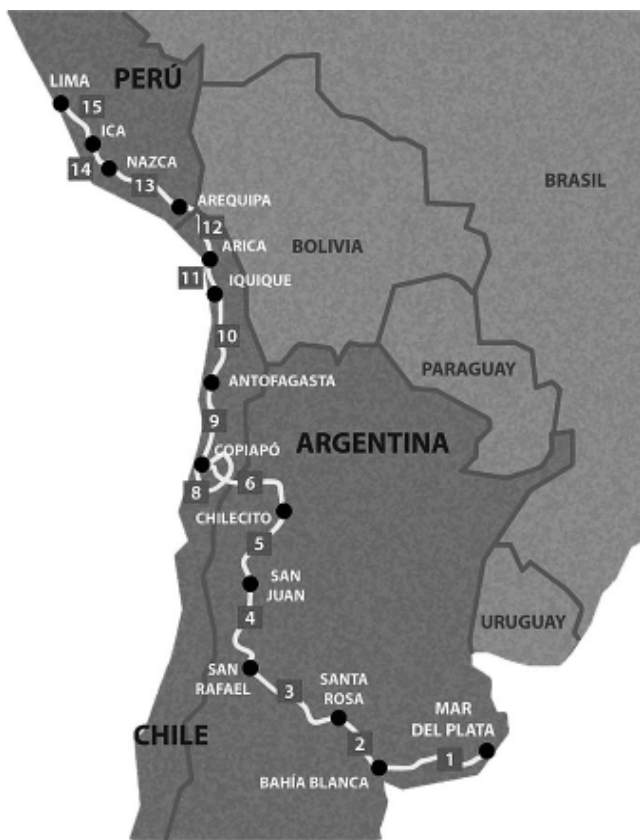 PERÚ
LIMA
15
ICA
14
NAZCA
13
BRASIL
AREQUIPA
12
ARICA
BOLIVIA
11
IQUIQUE
10
PARAGUAY
ANTOFAGASTA
9
ARGENTINA
COPIAPÓ
6
8
CHILECITO
5
SAN
JUAN
4
URUGUAY
SAN
RAFAEL
3
SANTA
ROSA
MAR
DEL PLATA
CHILE
2
1
BAHÍA BLANCA